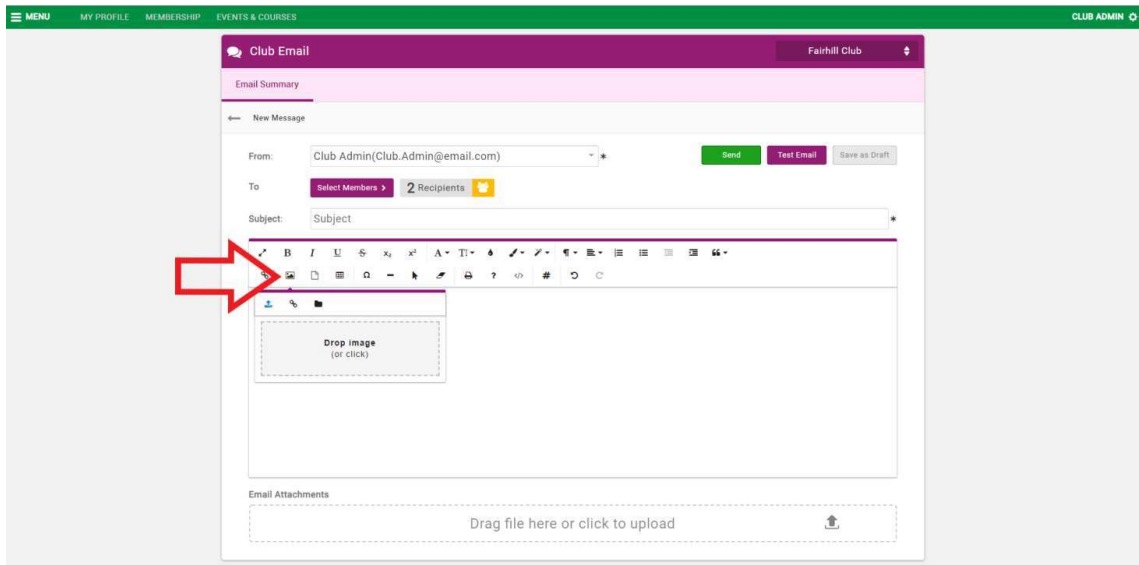 MENU MY PROFILE MEMBERSHIP EVENTS & COURSES CLUB ADMIN
Club Email Fairhill Club
Email Summary
New Message
From: Club Admin(Club.Admin@email.com) * Send Test Email Save as Draft
To Select Members > 2 Recipients
Subject: Subject *
B I U S x₂ x² A T! ¶ “
Ω ? </> #
Drop image
(or click)
Email Attachments
Drag file here or click to upload